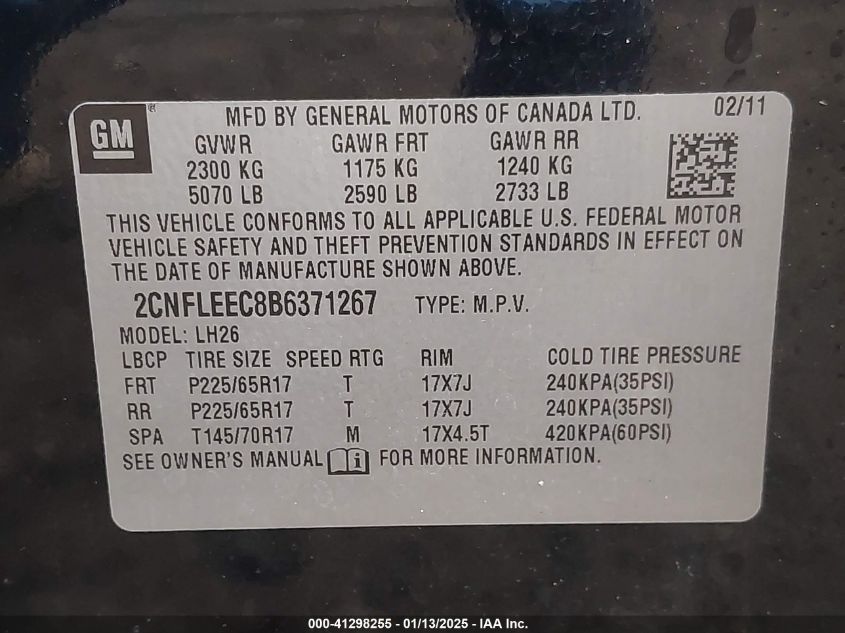 GM
MFD BY GENERAL MOTORS OF CANADA LTD. 02/11
GVWR GAWR FRT GAWR RR
2300 KG 1175 KG 1240 KG
5070 LB 2590 LB 2733 LB
THIS VEHICLE CONFORMS TO ALL APPLICABLE U.S. FEDERAL MOTOR
VEHICLE SAFETY AND THEFT PREVENTION STANDARDS IN EFFECT ON
THE DATE OF MANUFACTURE SHOWN ABOVE.
2CNFLEEC8B6371267 TYPE: M.P.V.
MODEL: LH26
LBCP TIRE SIZE SPEED RTG RIM COLD TIRE PRESSURE
FRT P225/65R17 T 17X7J 240KPA(35PSI)
RR P225/65R17 T 17X7J 240KPA(35PSI)
SPA T145/70R17 M 17X4.5T 420KPA(60PSI)
SEE OWNER'S MANUAL FOR MORE INFORMATION.
000-41298255 - 01/13/2025 - IAA Inc.